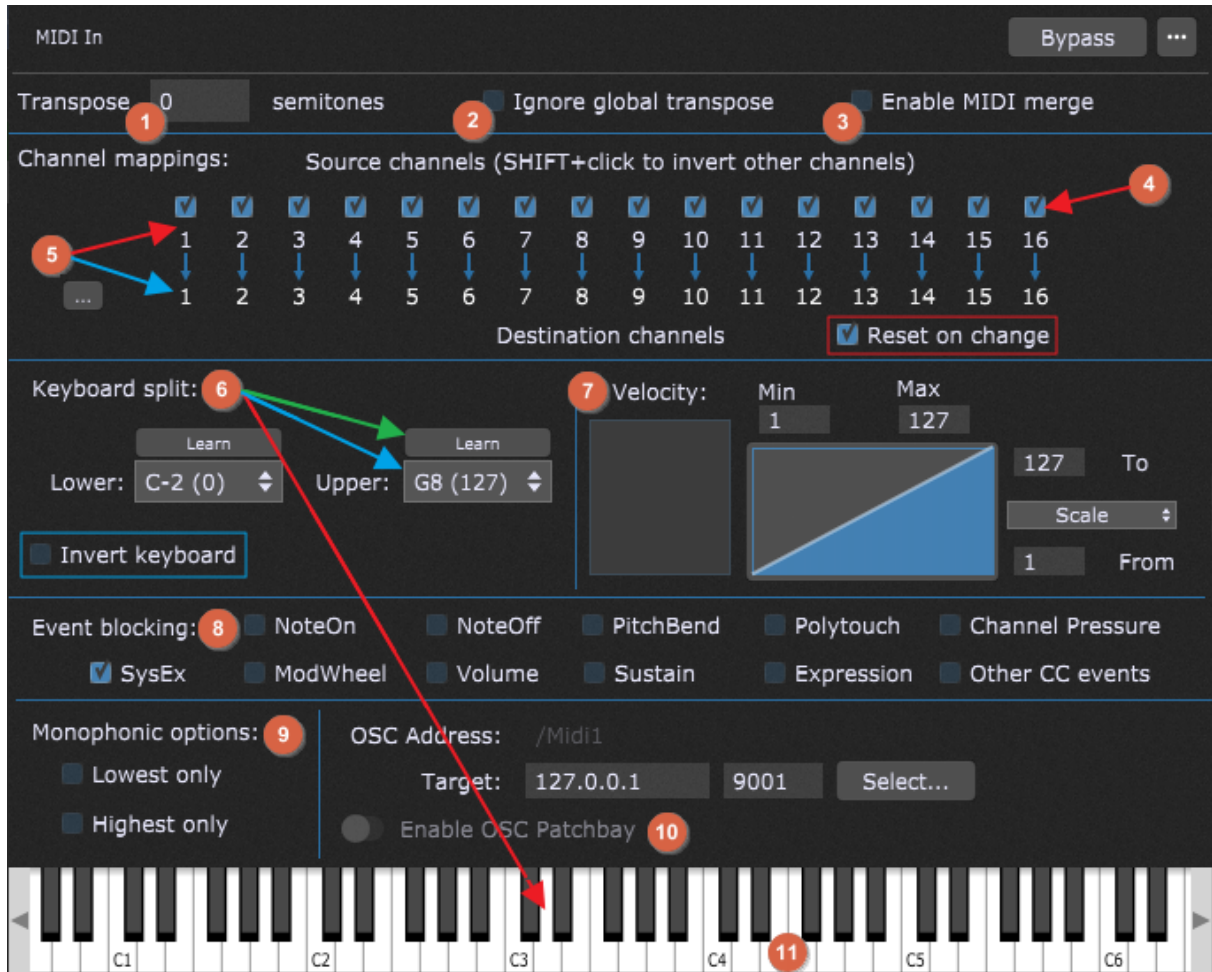 MIDI In Bypass ...
Transpose 0 semitones Ignore global transpose Enable MIDI merge
1 2 3
Channel mappings: Source channels (SHIFT+click to invert other channels)
4
1 2 3 4 5 6 7 8 9 10 11 12 13 14 15 16
5
... 1 2 3 4 5 6 7 8 9 10 11 12 13 14 15 16
Destination channels Reset on change
Keyboard split: 6 7 Velocity: Min Max
1 127
Learn Learn
Lower: C-2 (0) Upper: G8 (127) 127 To
Scale
Invert keyboard 1 From
Event blocking: 8 NoteOn NoteOff PitchBend Polytouch Channel Pressure
SysEx ModWheel Volume Sustain Expression Other CC events
Monophonic options: 9 OSC Address: /Midi1
Lowest only Target: 127.0.0.1 9001 Select...
Highest only Enable OSC Patchbay 10
C1 C2 C3 C4 11 C5 C6